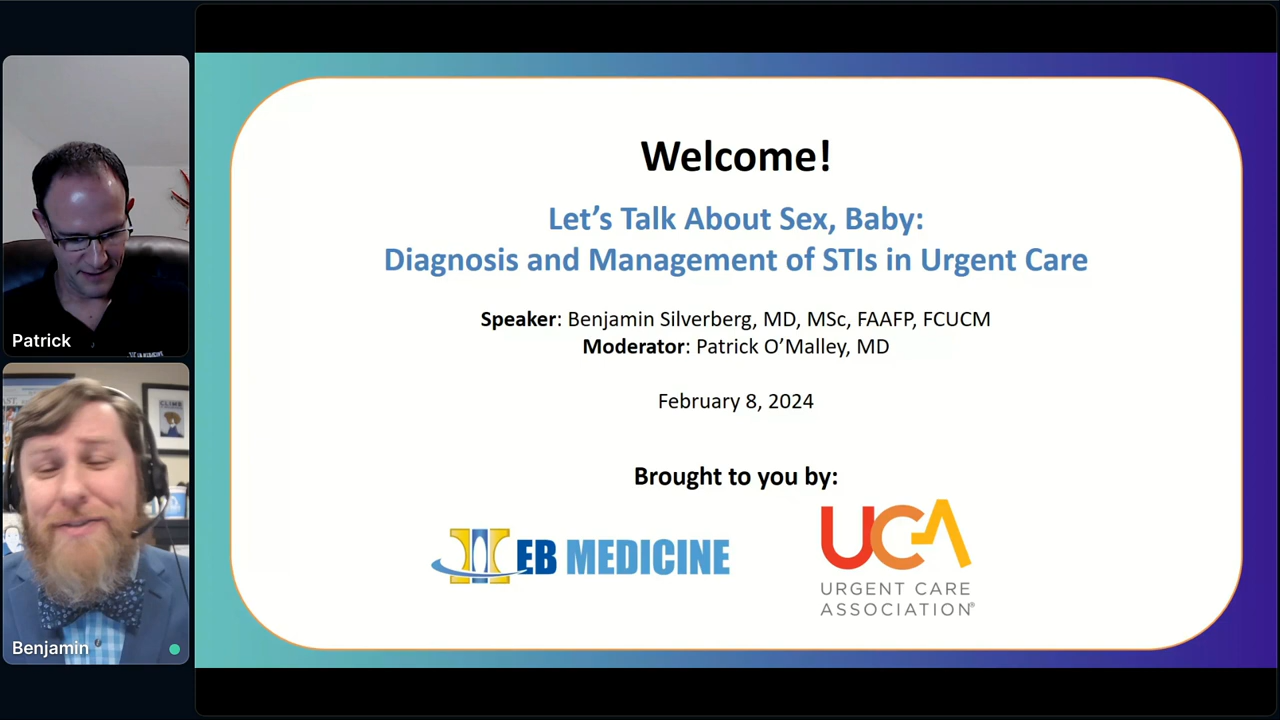 Welcome!
Let's Talk About Sex, Baby:
Diagnosis and Management of STIs in Urgent Care
Speaker: Benjamin Silverberg, MD, MSc, FAAFP, FCUCM
Moderator: Patrick O'Malley, MD
February 8, 2024
Brought to you by:
EB MEDICINE
UCA
URGENT CARE
ASSOCIATION®
Patrick
Benjamin